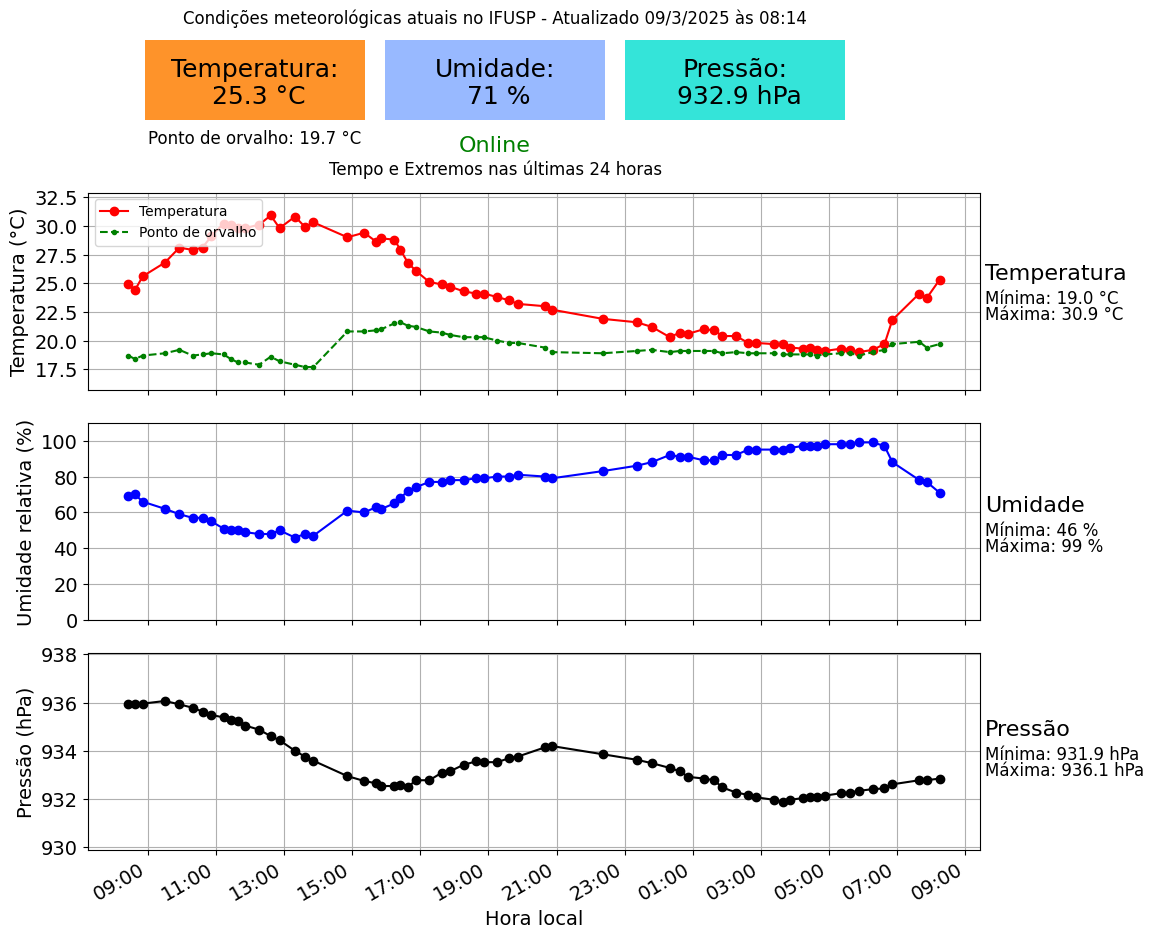 Condições meteorológicas atuais no IFUSP - Atualizado 09/3/2025 às 08:14
Temperatura:
25.3 °C
Umidade:
71 %
Pressão:
932.9 hPa
Ponto de orvalho: 19.7 °C
Online
Tempo e Extremos nas últimas 24 horas
Temperatura (°C)
32.5
30.0
27.5
25.0
22.5
20.0
17.5
Temperatura
Ponto de orvalho
Temperatura
Mínima: 19.0 °C
Máxima: 30.9 °C
Umidade relativa (%)
100
80
60
40
20
0
Umidade
Mínima: 46 %
Máxima: 99 %
Pressão (hPa)
938
936
934
932
930
Pressão
Mínima: 931.9 hPa
Máxima: 936.1 hPa
09:00
11:00
13:00
15:00
17:00
19:00
21:00
23:00
01:00
03:00
05:00
07:00
09:00
Hora local